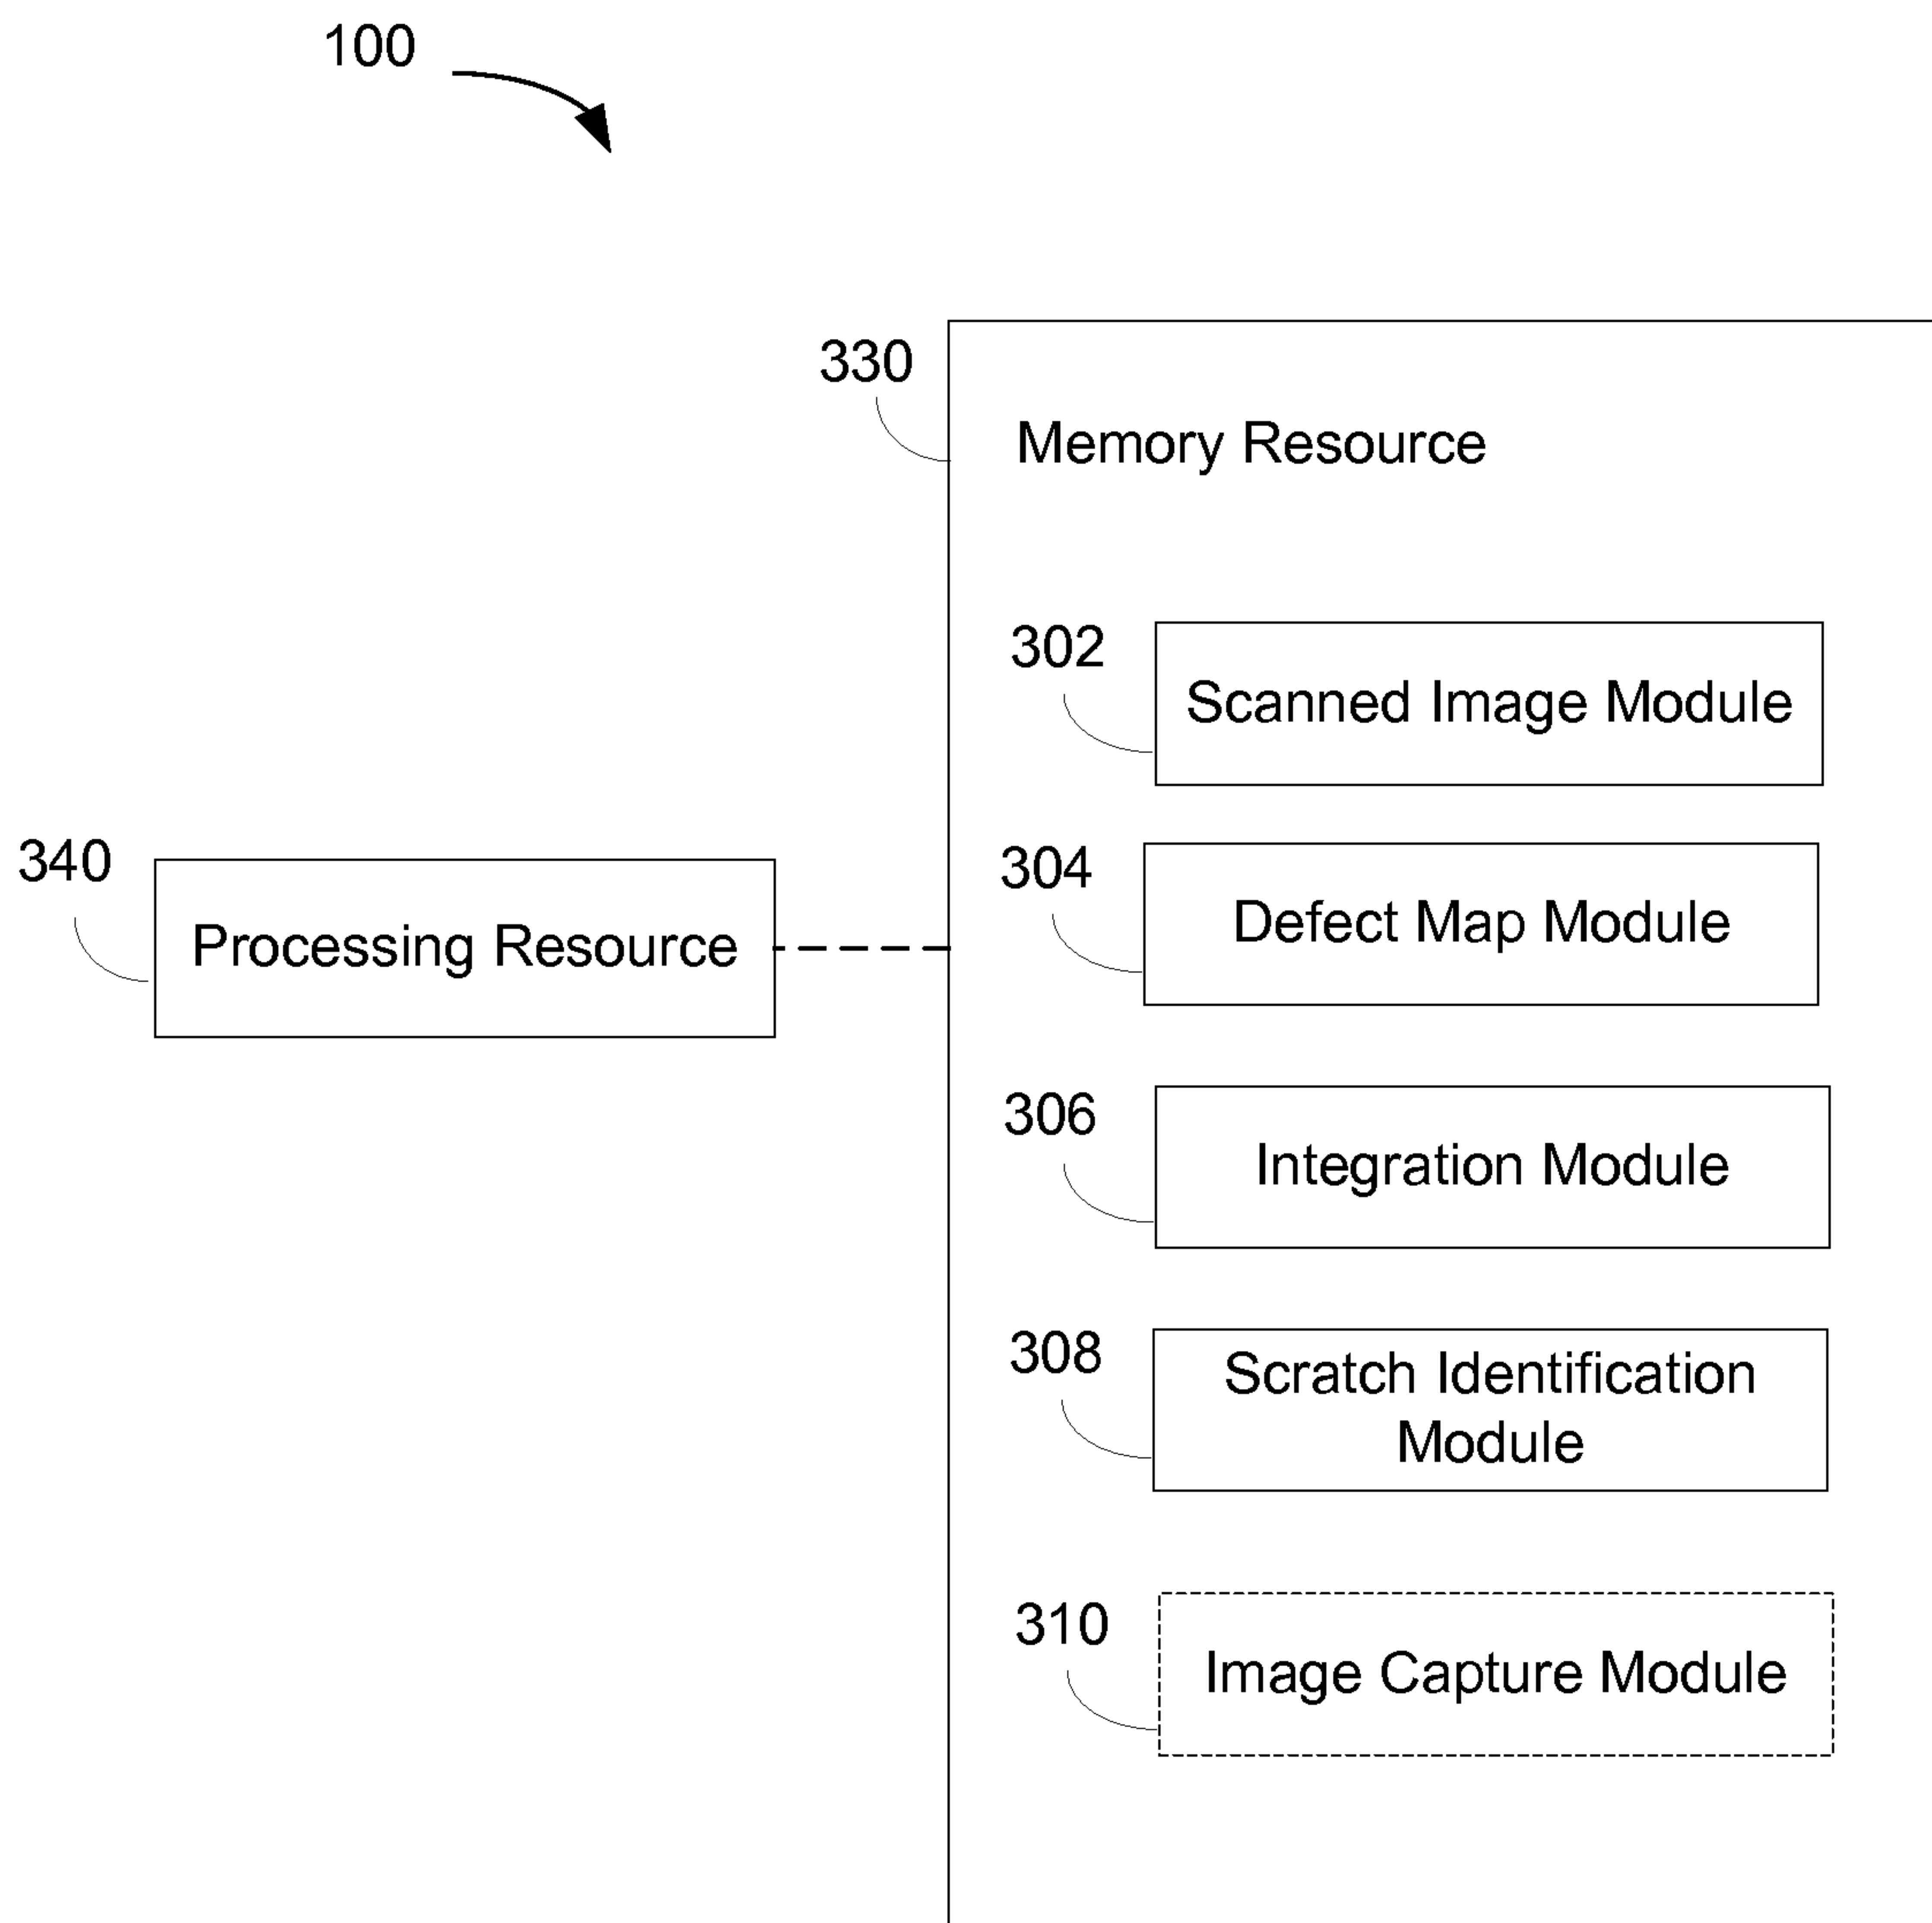 100
330
Memory Resource
302
Scanned Image Module
340
Processing Resource
304
Defect Map Module
306
Integration Module
308
Scratch Identification
Module
310
Image Capture Module